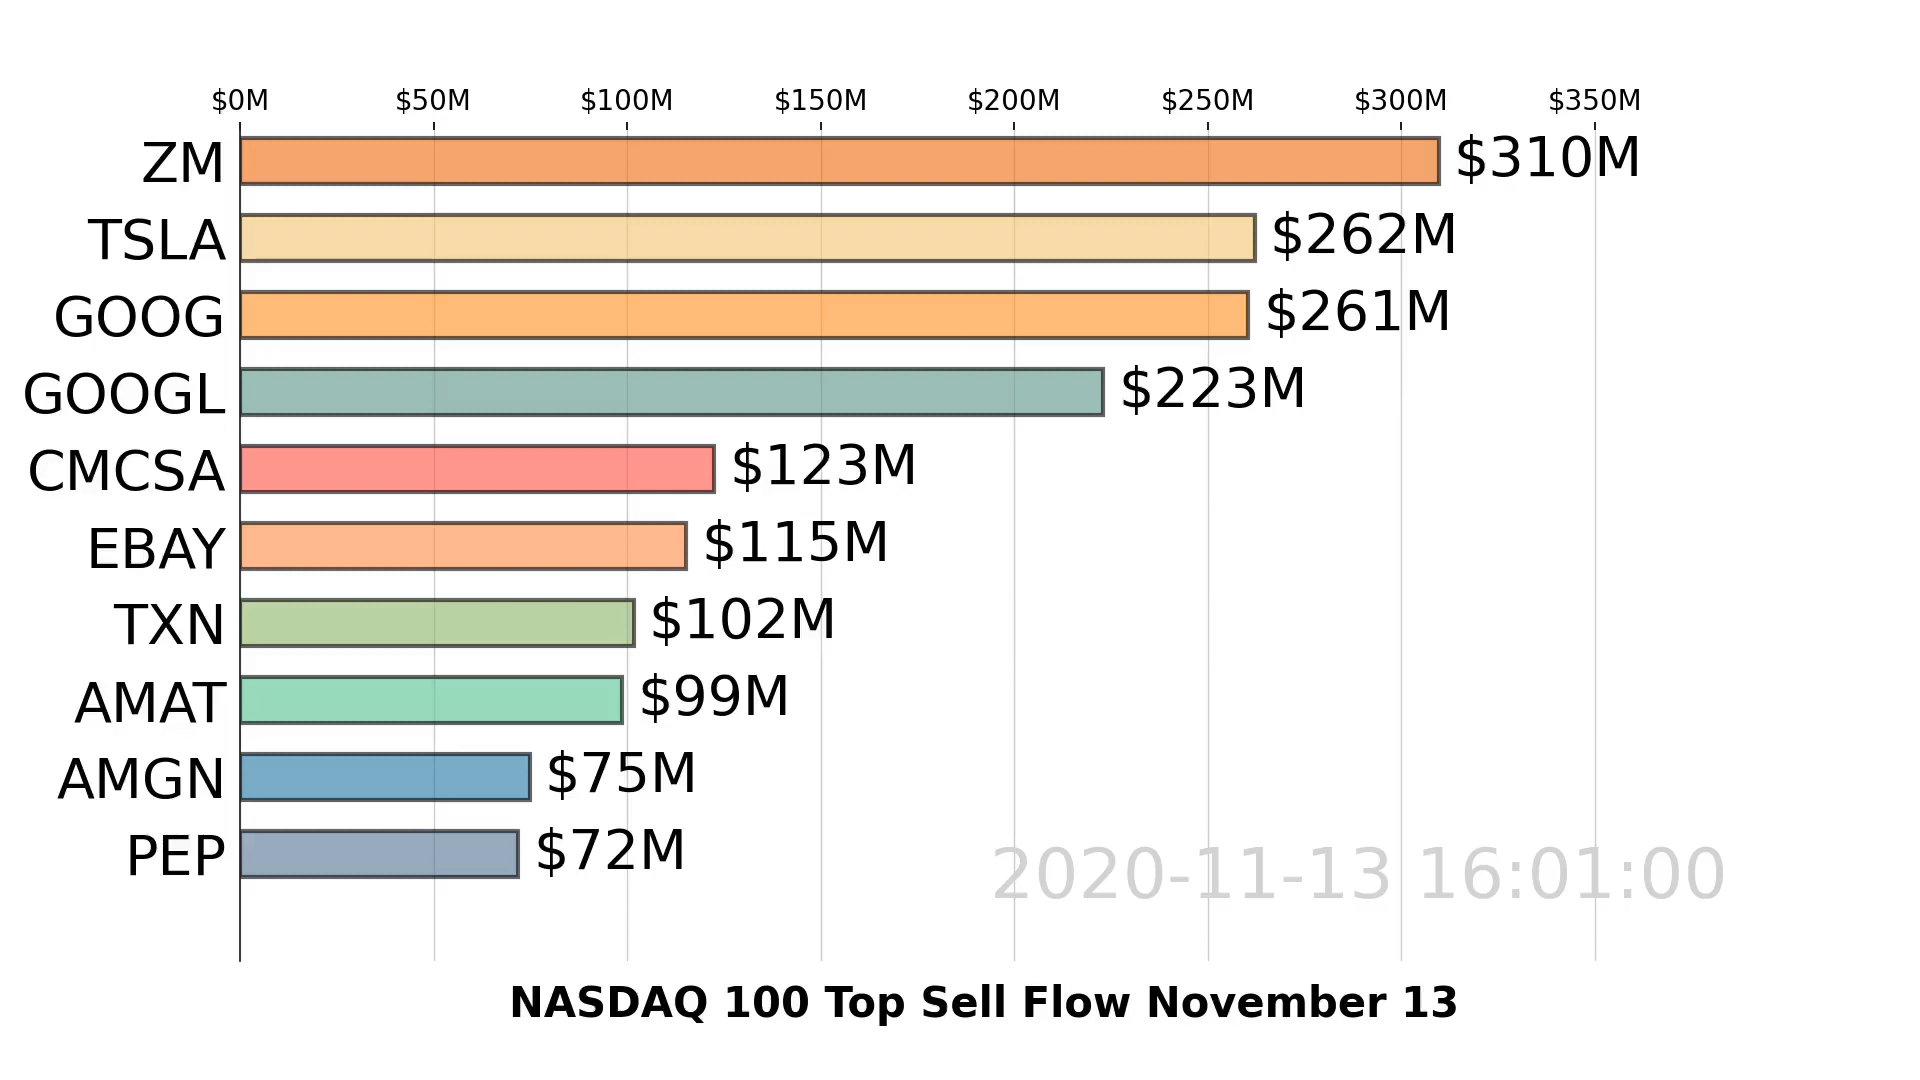 $0M $50M $100M $150M $200M $250M $300M $350M
ZM $310M
TSLA $262M
GOOG $261M
GOOGL $223M
CMCSA $123M
EBAY $115M
TXN $102M
AMAT $99M
AMGN $75M
PEP $72M
2020-11-13 16:01:00
NASDAQ 100 Top Sell Flow November 13